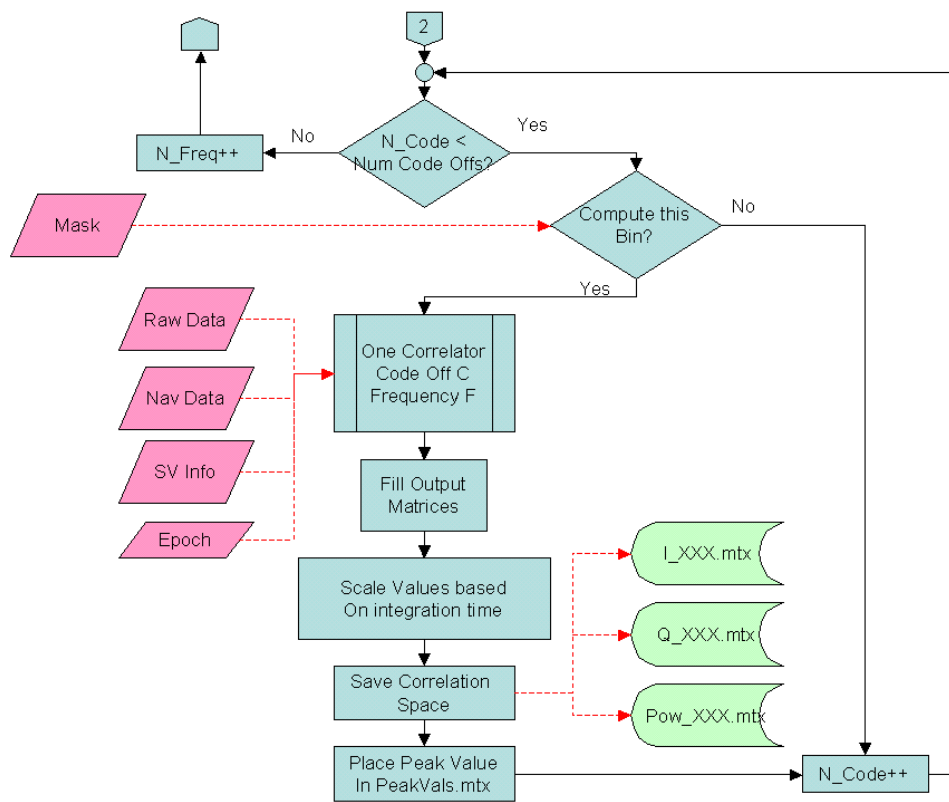 2
N_Code <
Num Code Offs?
No
Yes
N_Freq++
Mask
Compute this
Bin?
No
Yes
Raw Data
Nav Data
SV Info
Epoch
One Correlator
Code Off C
Frequency F
Fill Output
Matrices
Scale Values based
On integration time
Save Correlation
Space
I_XXX.mtx
Q_XXX.mtx
Pow_XXX.mtx
Place Peak Value
In PeakVals.mtx
N_Code++